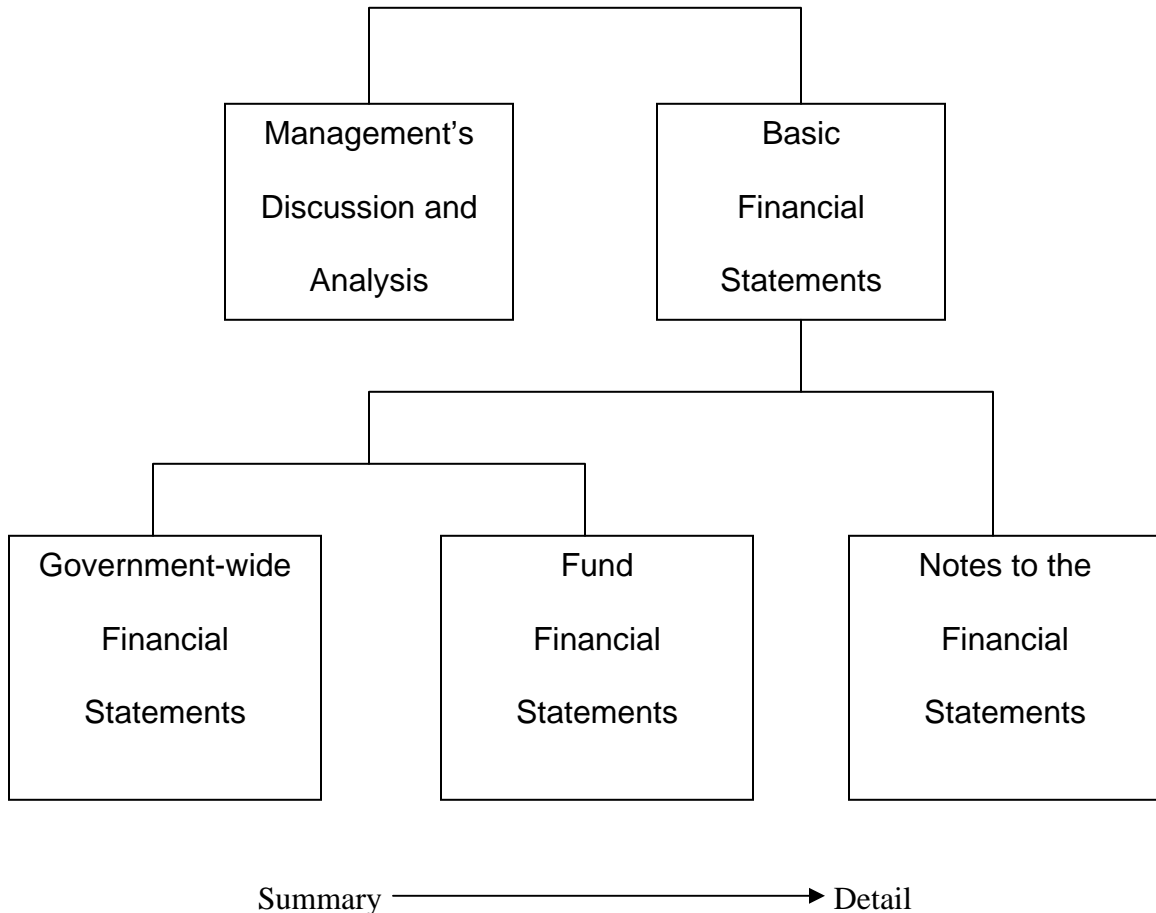 Management’s
Discussion and
Analysis
Basic
Financial
Statements
Government-wide
Financial
Statements
Fund
Financial
Statements
Notes to the
Financial
Statements
Summary
Detail